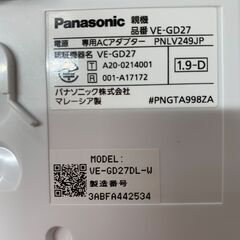 Panasonic 親機
品番 VE-GD27
電源 専用ACアダプター PNLV249JP
認証機器名 VE-GD27
T A20-0214001
R 001-A17172
1.9-D
パナソニック株式会社
マレーシア製
#PNGTA998ZA
MODEL:
VE-GD27DL-W
製造番号
3ABFA442534